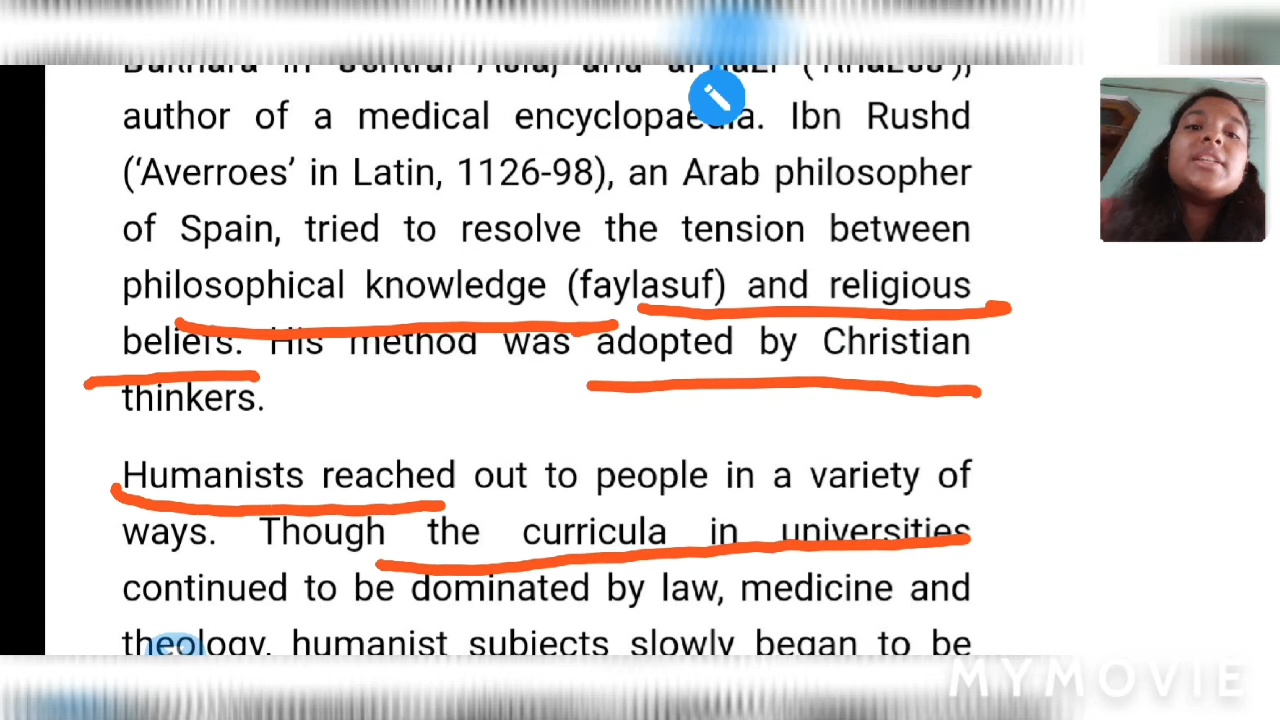 author of a medical encyclopaedia. Ibn Rushd
('Averroes' in Latin, 1126-98), an Arab philosopher
of Spain, tried to resolve the tension between
philosophical knowledge (faylasuf) and religious
beliefs. His method was adopted by Christian
thinkers.
Humanists reached out to people in a variety of
ways. Though the curricula in universities
continued to be dominated by law, medicine and
theology, humanist subjects slowly began to be
MYMOVIE